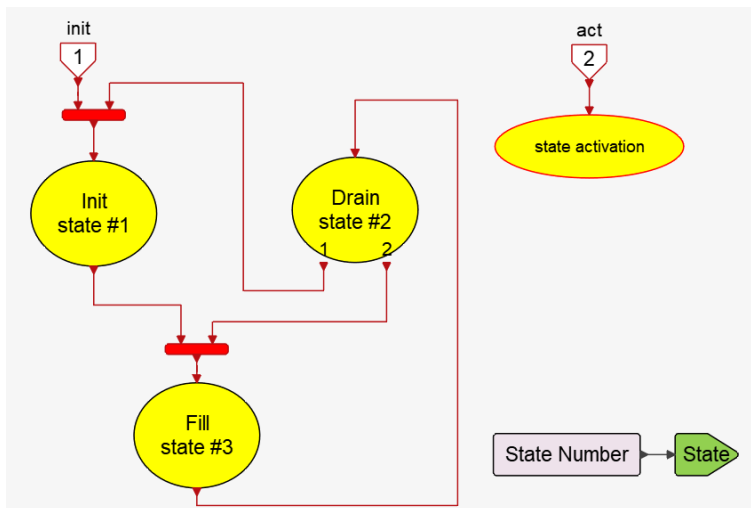 init
1
act
2
state activation
Init
state #1
Drain
state #2
1
2
Fill
state #3
State Number
State